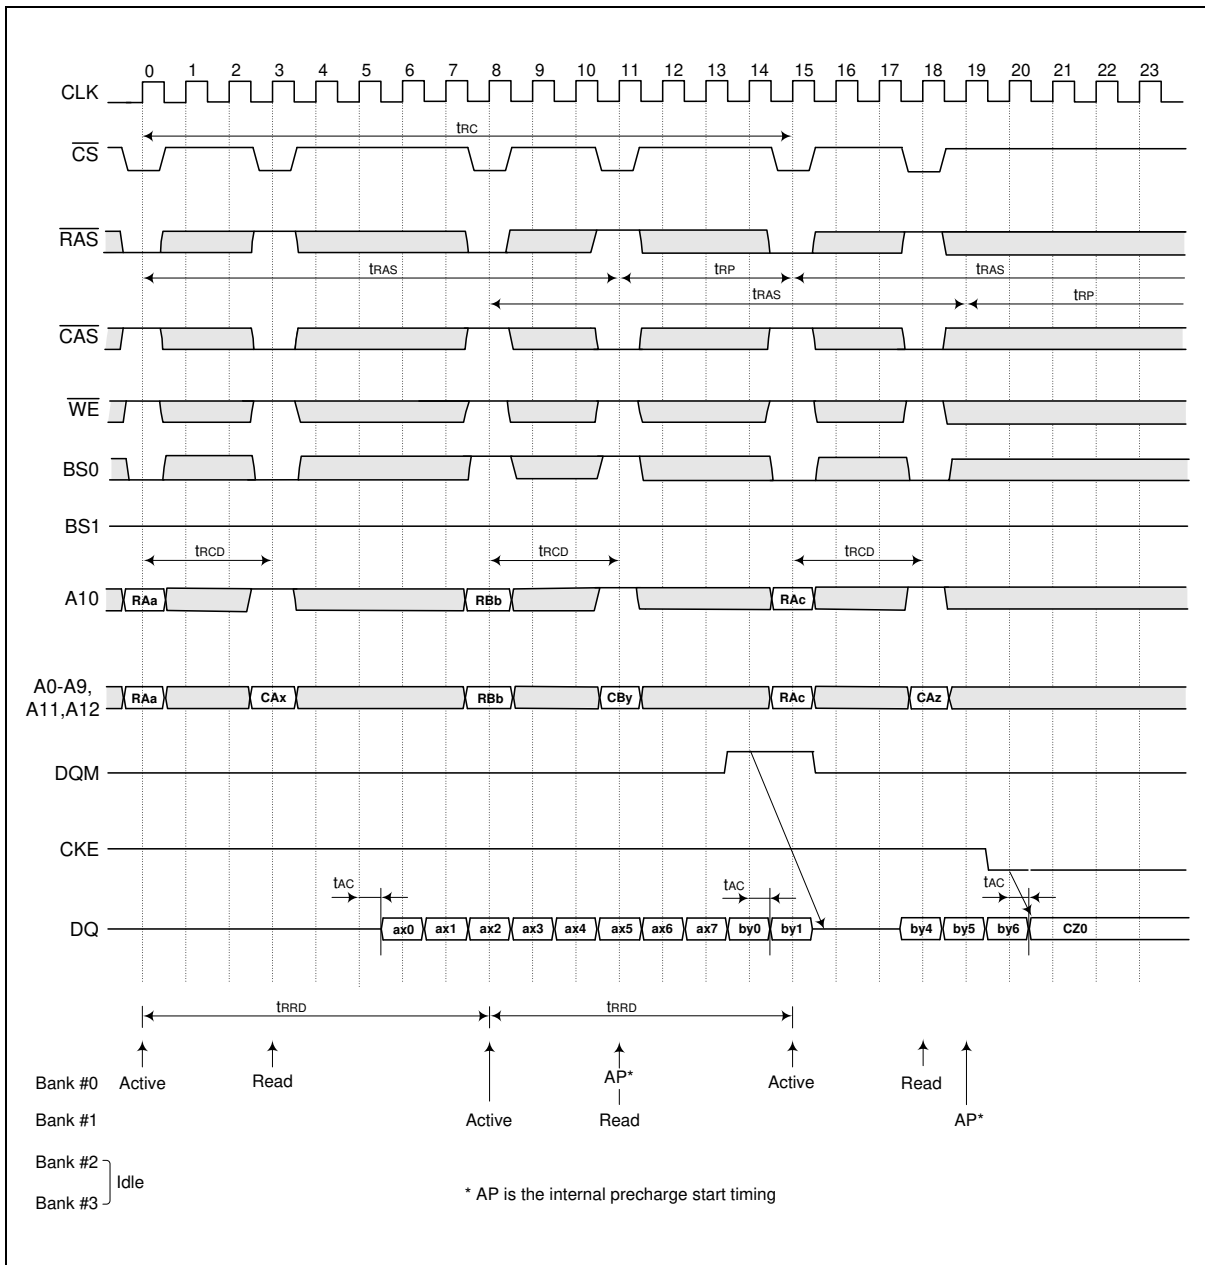 0 1 2 3 4 5 6 7 8 9 10 11 12 13 14 15 16 17 18 19 20 21 22 23
CLK
tRC
CS
RAS
tRAS tRP tRAS
tRAS tRP
CAS
WE
BS0
BS1
tRCD tRCD tRCD
A10 RAa RBb RAc
A0-A9,
A11,A12 RAa CAx RBb CBy RAc CAz
DQM
CKE
tAC tAC tAC
DQ ax0 ax1 ax2 ax3 ax4 ax5 ax6 ax7 by0 by1 by4 by5 by6 CZ0
tRRD tRRD
Bank #0 Active Read AP* Active Read
Bank #1 Active Read AP*
Bank #2
Idle
Bank #3
* AP is the internal precharge start timing